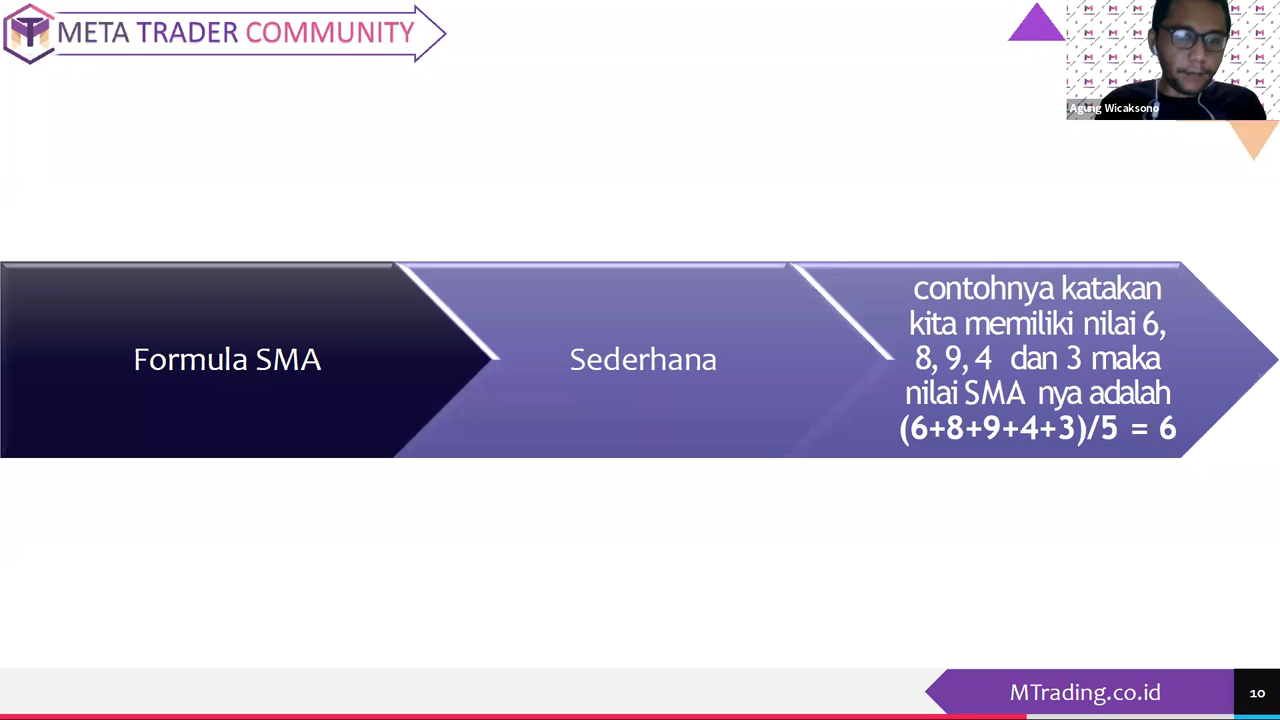 META TRADER COMMUNITY
Agung Wicaksono
Formula SMA
Sederhana
contohnya katakan
kita memiliki nilai 6,
8, 9, 4 dan 3 maka
nilai SMA nya adalah
(6+8+9+4+3)/5 = 6
MTrading.co.id
10